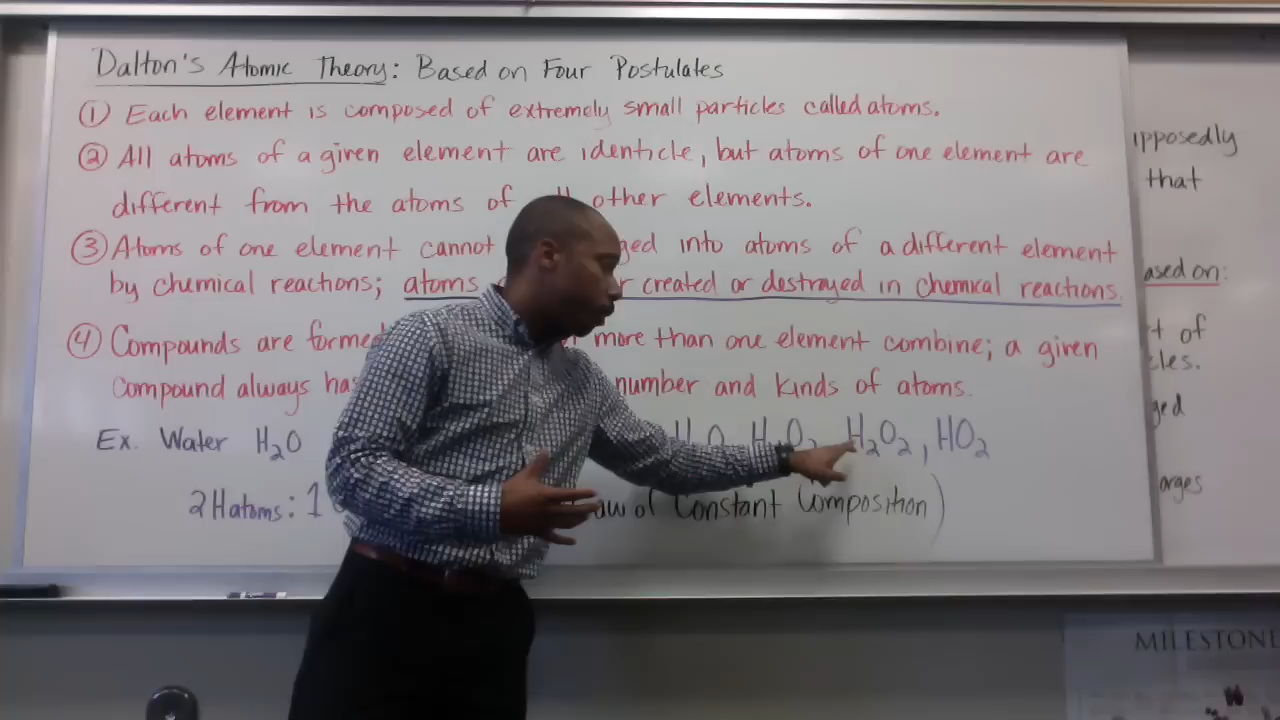 Dalton's Atomic Theory: Based on Four Postulates
① Each element is composed of extremely small particles called atoms.
② All atoms of a given element are identicle, but atoms of one element are
different from the atoms of other elements.
③ Atoms of one element cannot ged into atoms of a different element
by chemical reactions; atoms r created or destroyed in chemical reactions.
④ Compounds are formed more than one element combine; a given
compound always has number and kinds of atoms.
Ex. Water H₂O H₂O₂, HO₂
2 H atoms: 1 aw of Constant Composition)
ipposedly
that
ased on:
t of
cles.
ged
arges
MILESTONE